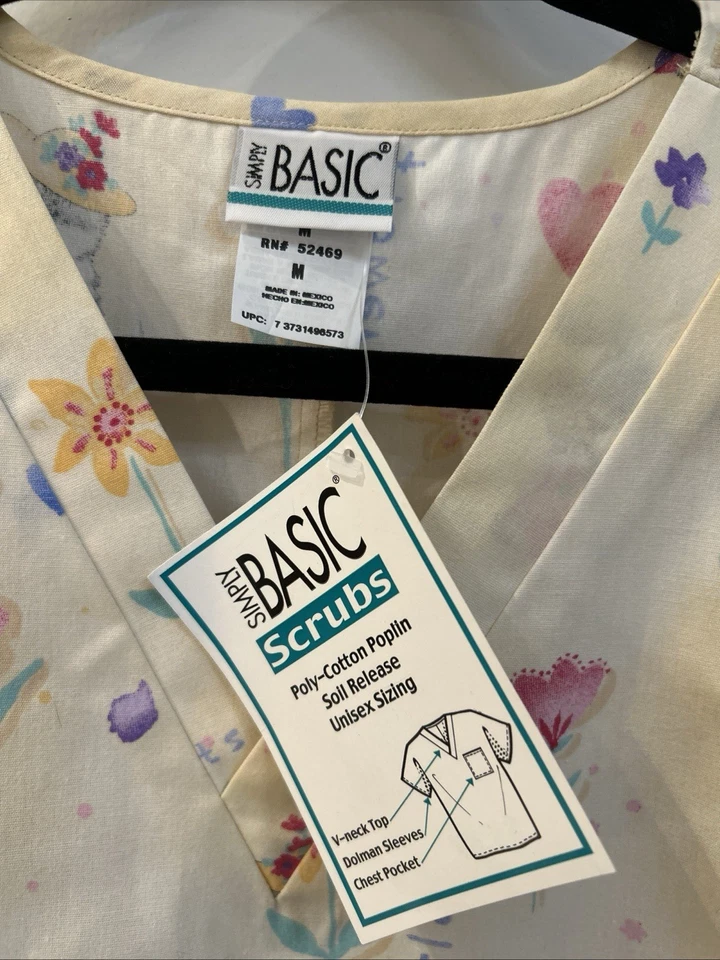 SIMPLY BASIC®
M
RN# 52469
M
MADE IN: MEXICO
HECHO EN: MEXICO
UPC: 7 3731496573
SIMPLY BASIC®
Scrubs
Poly-Cotton Poplin
Soil Release
Unisex Sizing
V-neck Top
Dolman Sleeves
Chest Pocket